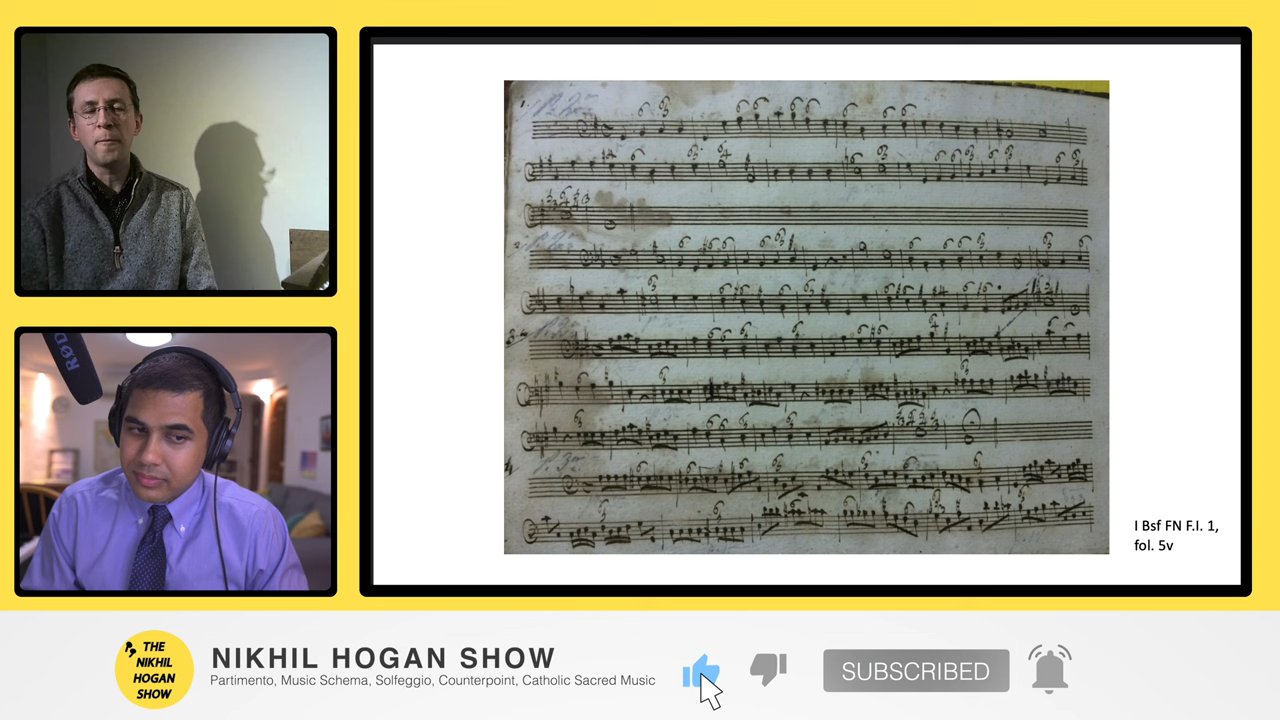 RØD
I Bsf FN F.I. 1,
fol. 5v
THE
NIKHIL
HOGAN
SHOW
NIKHIL HOGAN SHOW
Partimento, Music Schema, Solfeggio, Counterpoint, Catholic Sacred Music
SUBSCRIBED